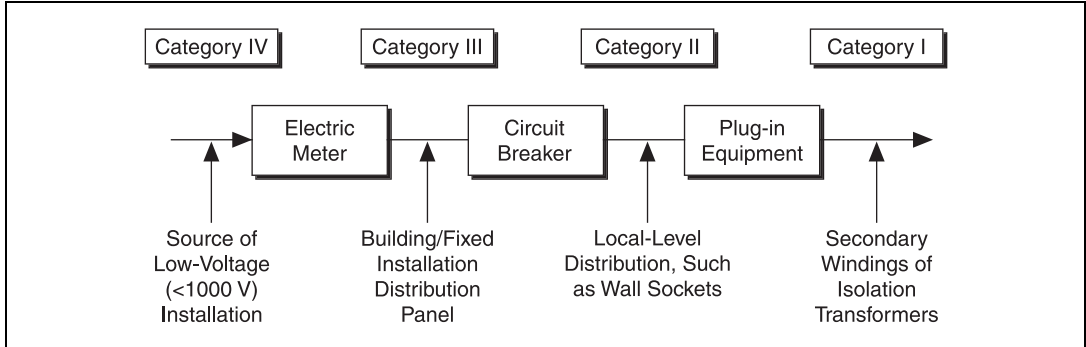 Category IV
Category III
Category II
Category I
Electric
Meter
Circuit
Breaker
Plug-in
Equipment
Source of
Low-Voltage
(<1000 V)
Installation
Building/Fixed
Installation
Distribution
Panel
Local-Level
Distribution, Such
as Wall Sockets
Secondary
Windings of
Isolation
Transformers